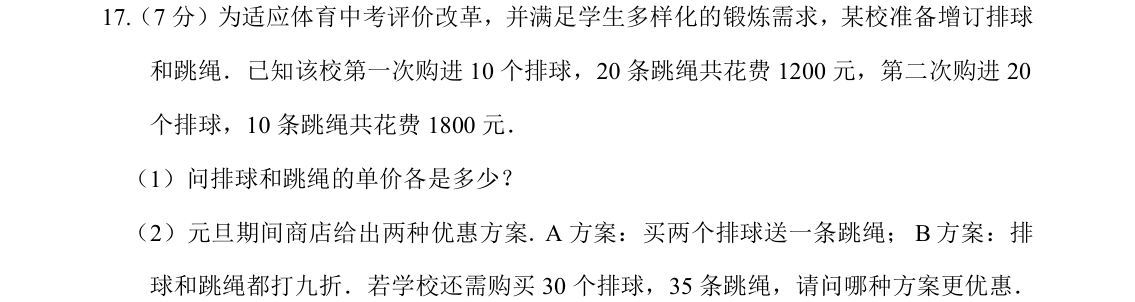 17.（7 分）为适应体育中考评价改革，并满足学生多样化的锻炼需求，某校准备增订排球
和跳绳．已知该校第一次购进 10 个排球，20 条跳绳共花费 1200 元，第二次购进 20
个排球，10 条跳绳共花费 1800 元．
（1）问排球和跳绳的单价各是多少？
（2）元旦期间商店给出两种优惠方案. A 方案：买两个排球送一条跳绳； B 方案：排
球和跳绳都打九折．若学校还需购买 30 个排球，35 条跳绳，请问哪种方案更优惠．